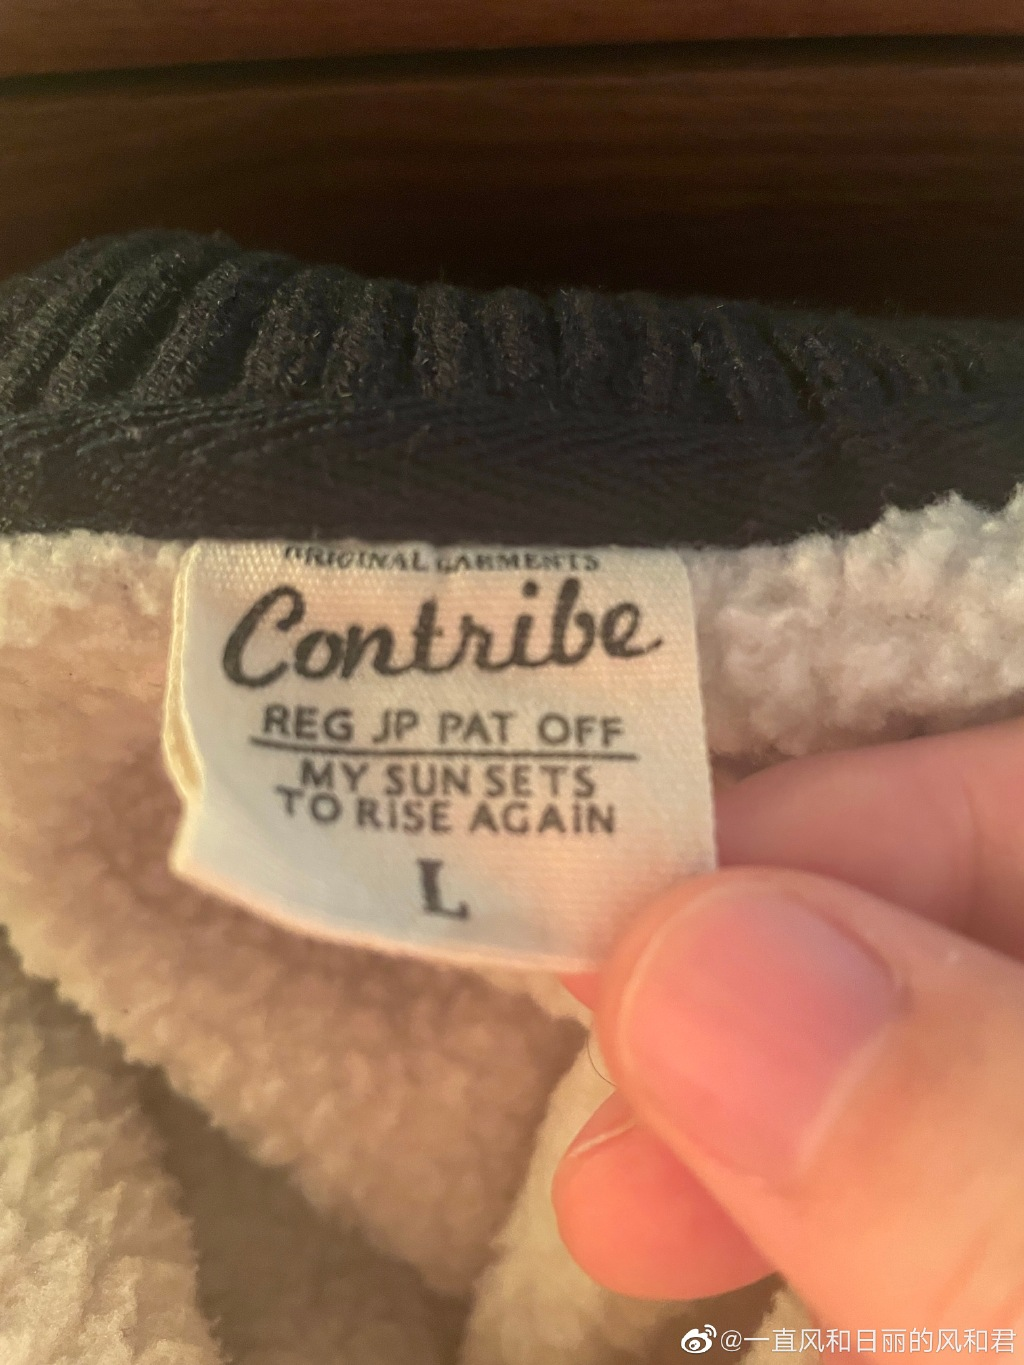 ORIGINAL GARMENTS
Contribe
REG JP PAT OFF
MY SUN SETS
TO RISE AGAIN
L
@一直风和日丽的风和君